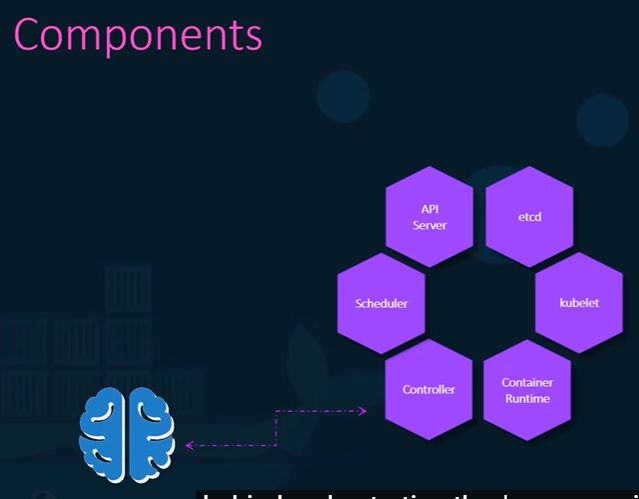 Components
API
Server
etcd
Scheduler
kubelet
Controller
Container
Runtime